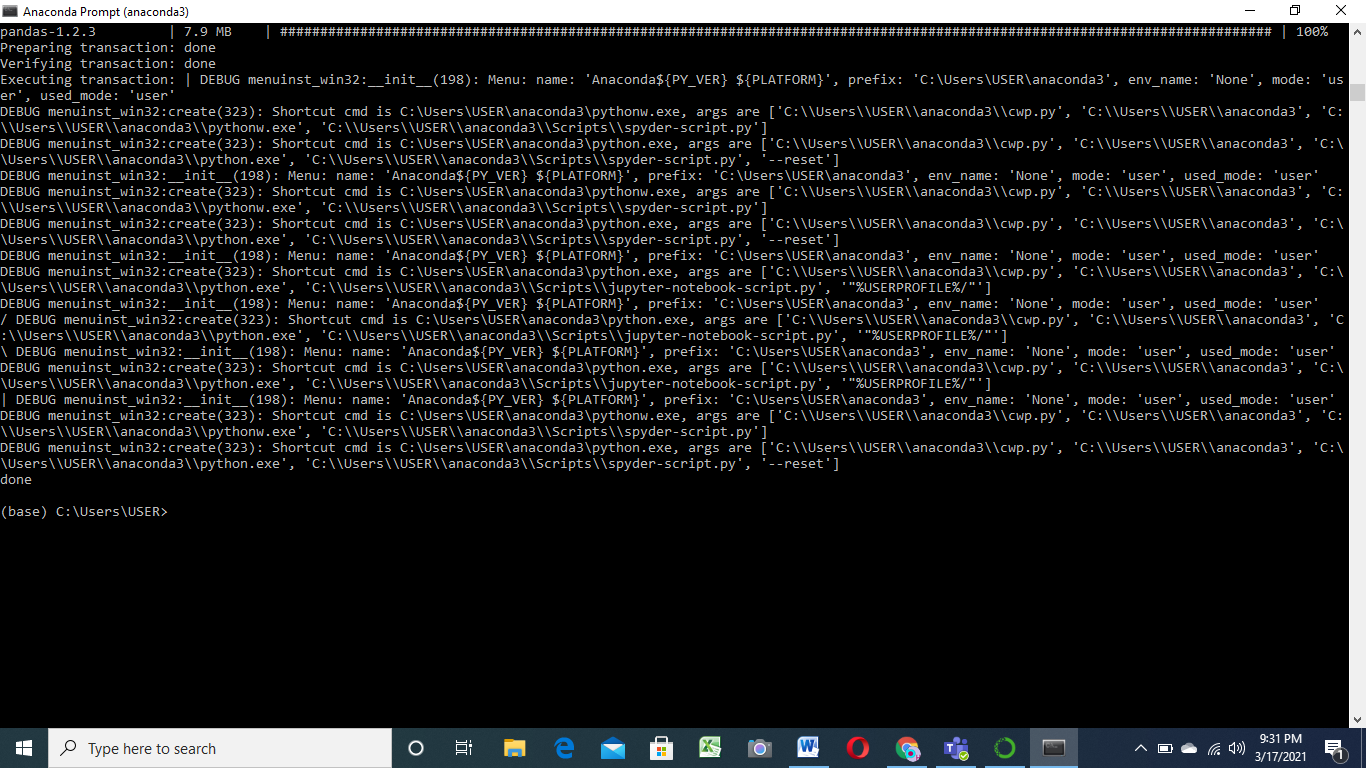 Anaconda Prompt (anaconda3)
pandas-1.2.3         | 7.9 MB    | ############################################################################################################################ | 100%
Preparing transaction: done
Verifying transaction: done
Executing transaction: | DEBUG menuinst_win32:__init__(198): Menu: name: 'Anaconda${PY_VER} ${PLATFORM}', prefix: 'C:\Users\USER\anaconda3', env_name: 'None', mode: 'us
er', used_mode: 'user'
DEBUG menuinst_win32:create(323): Shortcut cmd is C:\Users\USER\anaconda3\pythonw.exe, args are ['C:\\Users\\USER\\anaconda3\\cwp.py', 'C:\\Users\\USER\\anaconda3', 'C:
\\Users\\USER\\anaconda3\\pythonw.exe', 'C:\\Users\\USER\\anaconda3\\Scripts\\spyder-script.py']
DEBUG menuinst_win32:create(323): Shortcut cmd is C:\Users\USER\anaconda3\python.exe, args are ['C:\\Users\\USER\\anaconda3\\cwp.py', 'C:\\Users\\USER\\anaconda3', 'C:\
\Users\\USER\\anaconda3\\python.exe', 'C:\\Users\\USER\\anaconda3\\Scripts\\spyder-script.py', '--reset']
DEBUG menuinst_win32:__init__(198): Menu: name: 'Anaconda${PY_VER} ${PLATFORM}', prefix: 'C:\Users\USER\anaconda3', env_name: 'None', mode: 'user', used_mode: 'user'
DEBUG menuinst_win32:create(323): Shortcut cmd is C:\Users\USER\anaconda3\pythonw.exe, args are ['C:\\Users\\USER\\anaconda3\\cwp.py', 'C:\\Users\\USER\\anaconda3', 'C:
\\Users\\USER\\anaconda3\\pythonw.exe', 'C:\\Users\\USER\\anaconda3\\Scripts\\spyder-script.py']
DEBUG menuinst_win32:create(323): Shortcut cmd is C:\Users\USER\anaconda3\python.exe, args are ['C:\\Users\\USER\\anaconda3\\cwp.py', 'C:\\Users\\USER\\anaconda3', 'C:\
\Users\\USER\\anaconda3\\python.exe', 'C:\\Users\\USER\\anaconda3\\Scripts\\spyder-script.py', '--reset']
DEBUG menuinst_win32:__init__(198): Menu: name: 'Anaconda${PY_VER} ${PLATFORM}', prefix: 'C:\Users\USER\anaconda3', env_name: 'None', mode: 'user', used_mode: 'user'
DEBUG menuinst_win32:create(323): Shortcut cmd is C:\Users\USER\anaconda3\python.exe, args are ['C:\\Users\\USER\\anaconda3\\cwp.py', 'C:\\Users\\USER\\anaconda3', 'C:\
\Users\\USER\\anaconda3\\python.exe', 'C:\\Users\\USER\\anaconda3\\Scripts\\jupyter-notebook-script.py', '"%USERPROFILE%/"']
DEBUG menuinst_win32:__init__(198): Menu: name: 'Anaconda${PY_VER} ${PLATFORM}', prefix: 'C:\Users\USER\anaconda3', env_name: 'None', mode: 'user', used_mode: 'user'
/ DEBUG menuinst_win32:create(323): Shortcut cmd is C:\Users\USER\anaconda3\python.exe, args are ['C:\\Users\\USER\\anaconda3\\cwp.py', 'C:\\Users\\USER\\anaconda3', 'C
:\\Users\\USER\\anaconda3\\python.exe', 'C:\\Users\\USER\\anaconda3\\Scripts\\jupyter-notebook-script.py', '"%USERPROFILE%/"']
\ DEBUG menuinst_win32:__init__(198): Menu: name: 'Anaconda${PY_VER} ${PLATFORM}', prefix: 'C:\Users\USER\anaconda3', env_name: 'None', mode: 'user', used_mode: 'user'
DEBUG menuinst_win32:create(323): Shortcut cmd is C:\Users\USER\anaconda3\python.exe, args are ['C:\\Users\\USER\\anaconda3\\cwp.py', 'C:\\Users\\USER\\anaconda3', 'C:\
\Users\\USER\\anaconda3\\python.exe', 'C:\\Users\\USER\\anaconda3\\Scripts\\jupyter-notebook-script.py', '"%USERPROFILE%/"']
| DEBUG menuinst_win32:__init__(198): Menu: name: 'Anaconda${PY_VER} ${PLATFORM}', prefix: 'C:\Users\USER\anaconda3', env_name: 'None', mode: 'user', used_mode: 'user'
DEBUG menuinst_win32:create(323): Shortcut cmd is C:\Users\USER\anaconda3\pythonw.exe, args are ['C:\\Users\\USER\\anaconda3\\cwp.py', 'C:\\Users\\USER\\anaconda3', 'C:
\\Users\\USER\\anaconda3\\pythonw.exe', 'C:\\Users\\USER\\anaconda3\\Scripts\\spyder-script.py']
DEBUG menuinst_win32:create(323): Shortcut cmd is C:\Users\USER\anaconda3\python.exe, args are ['C:\\Users\\USER\\anaconda3\\cwp.py', 'C:\\Users\\USER\\anaconda3', 'C:\
\Users\\USER\\anaconda3\\python.exe', 'C:\\Users\\USER\\anaconda3\\Scripts\\spyder-script.py', '--reset']
done
(base) C:\Users\USER>
Type here to search
9:31 PM
3/17/2021
1